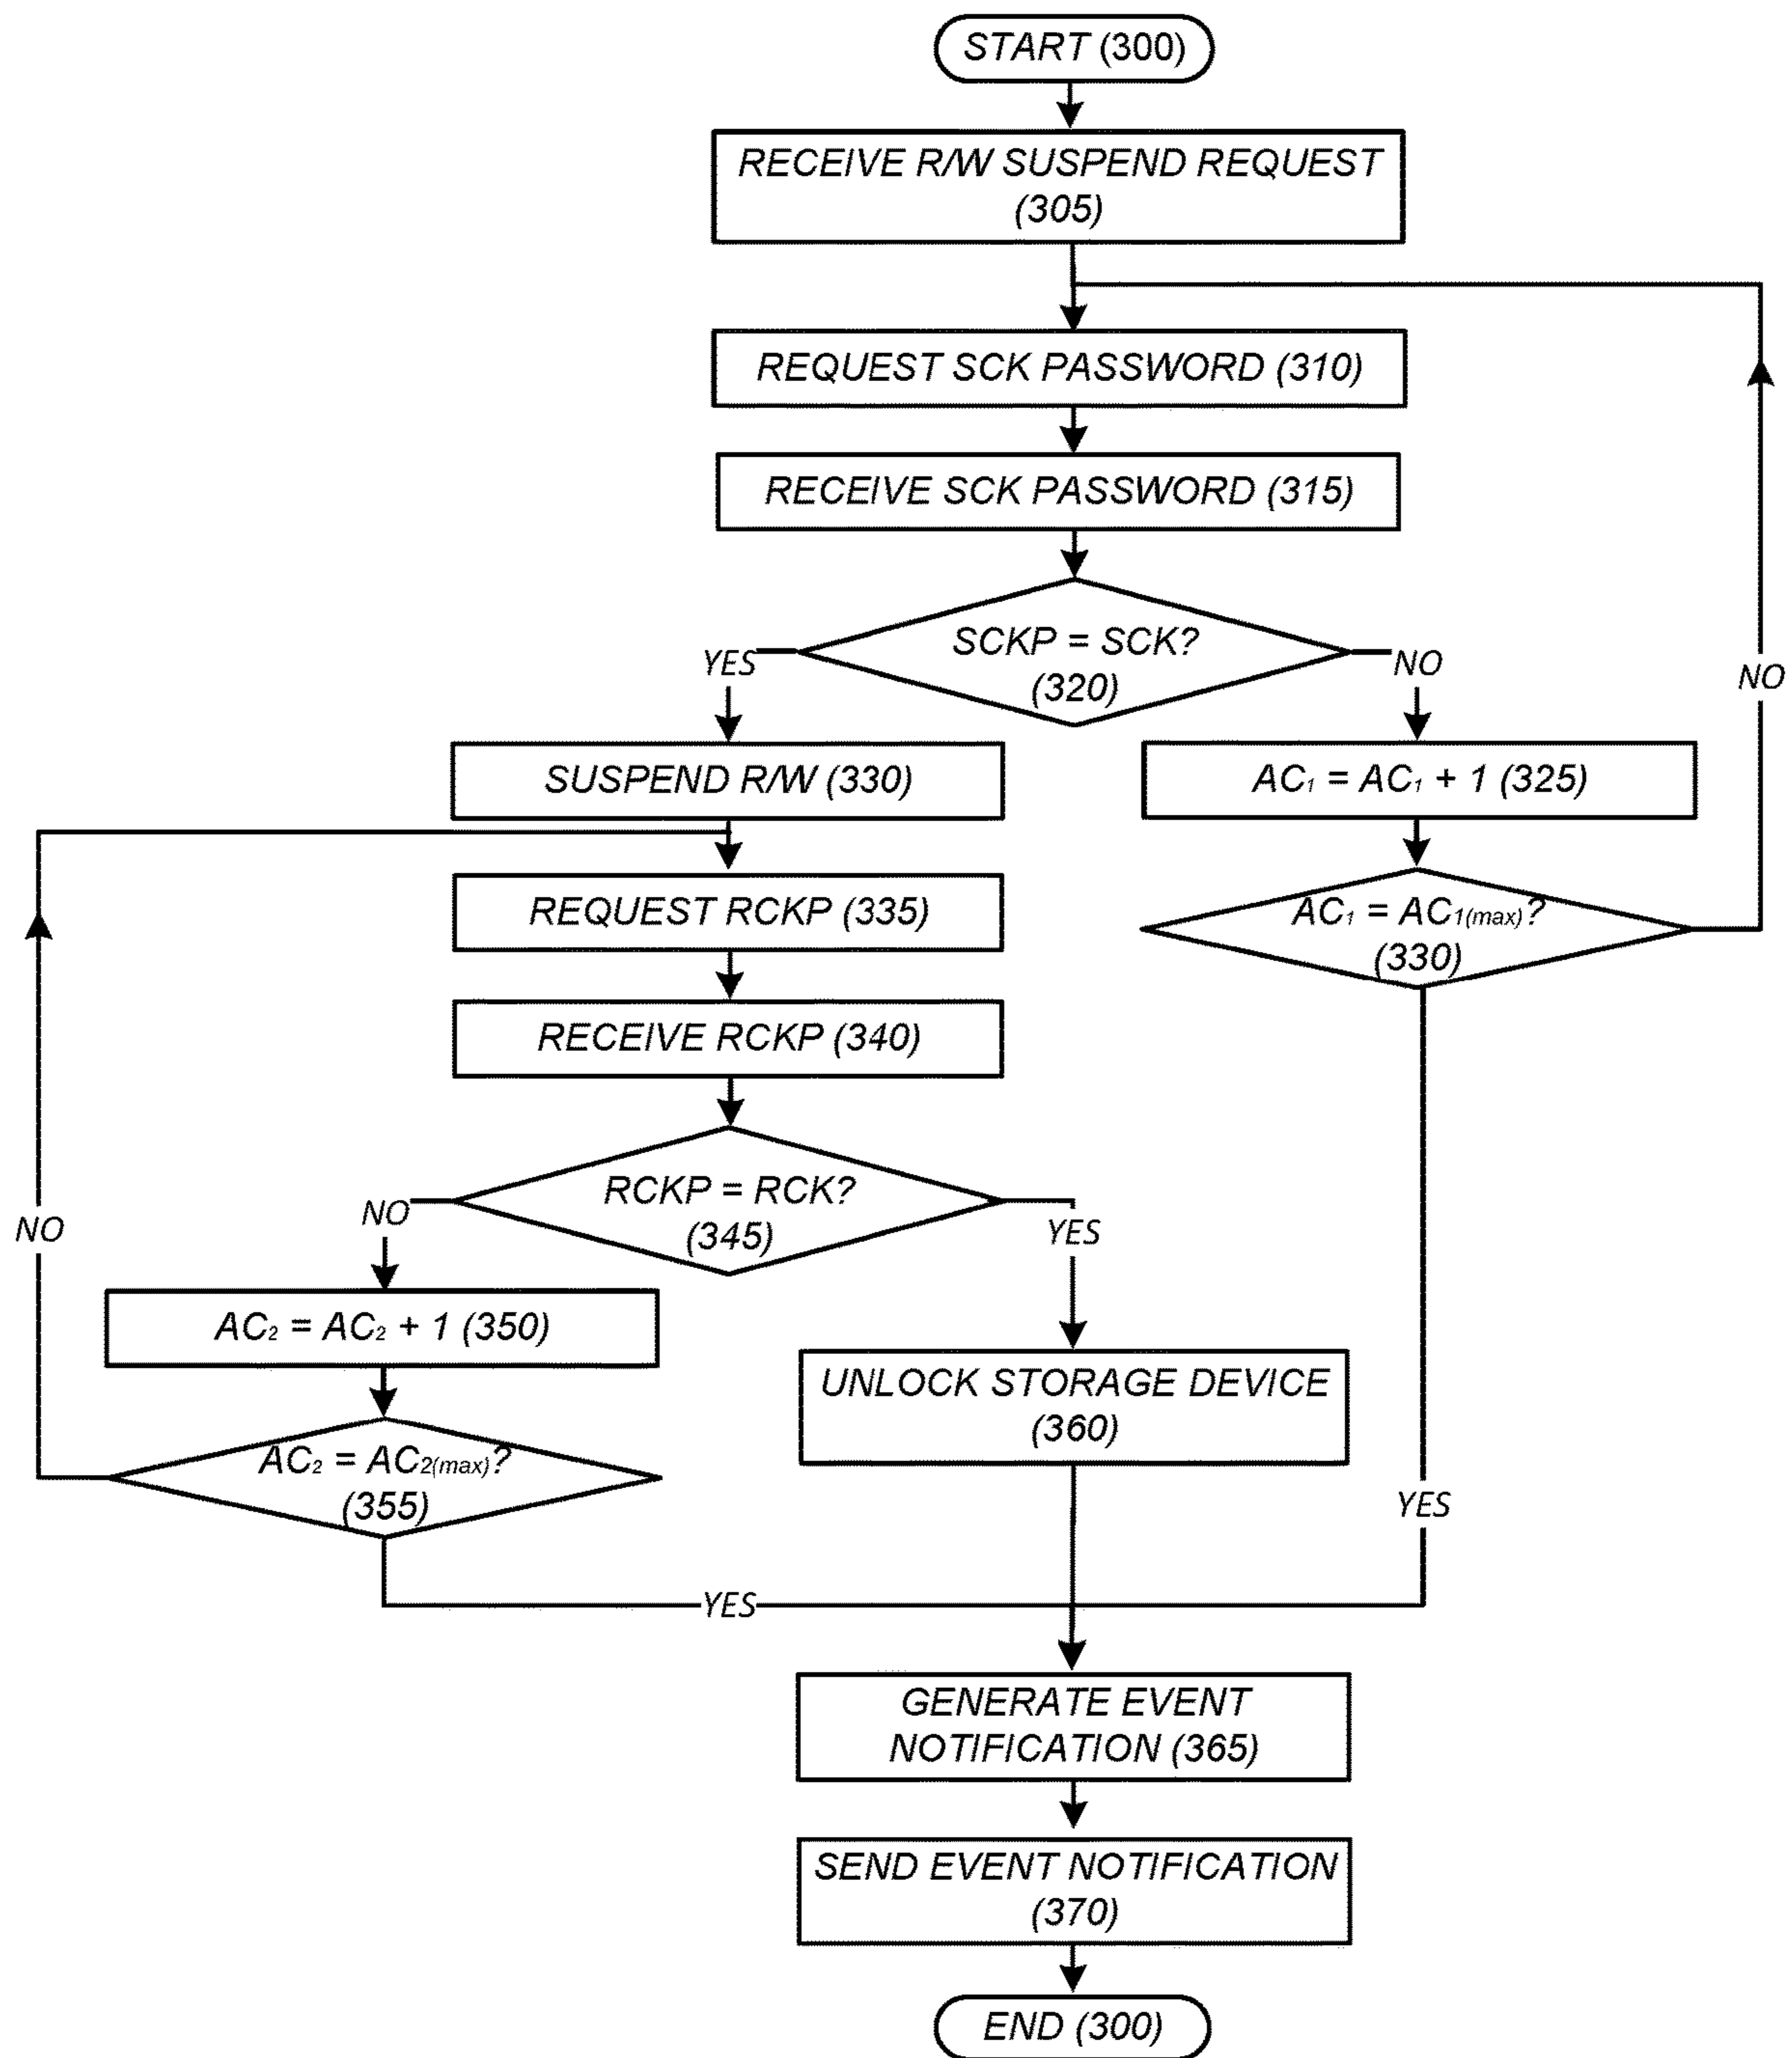 START (300)
RECEIVE R/W SUSPEND REQUEST
(305)
REQUEST SCK PASSWORD (310)
RECEIVE SCK PASSWORD (315)
SCKP = SCK?
(320)
YES
NO
NO
SUSPEND R/W (330)
AC₁ = AC₁ + 1 (325)
REQUEST RCKP (335)
AC₁ = AC₁(max)?
(330)
RECEIVE RCKP (340)
RCKP = RCK?
(345)
NO
YES
NO
AC₂ = AC₂ + 1 (350)
UNLOCK STORAGE DEVICE
(360)
AC₂ = AC₂(max)?
(355)
YES
YES
GENERATE EVENT
NOTIFICATION (365)
SEND EVENT NOTIFICATION
(370)
END (300)